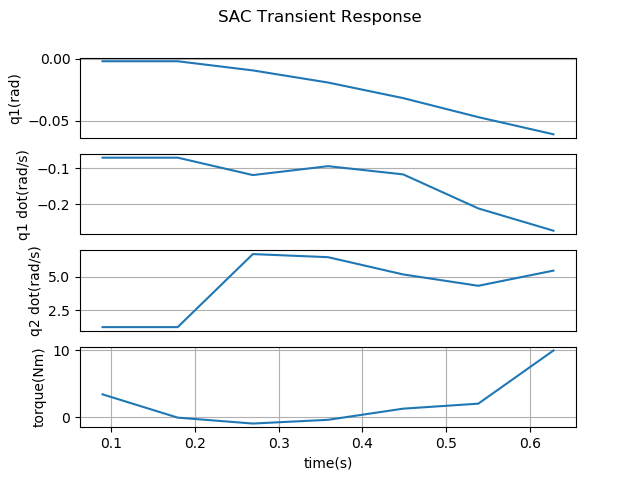 SAC Transient Response
q1(rad)
0.00
−0.05
q1 dot(rad/s)
−0.1
−0.2
q2 dot(rad/s)
5.0
2.5
torque(Nm)
10
0
0.1 0.2 0.3 0.4 0.5 0.6
time(s)